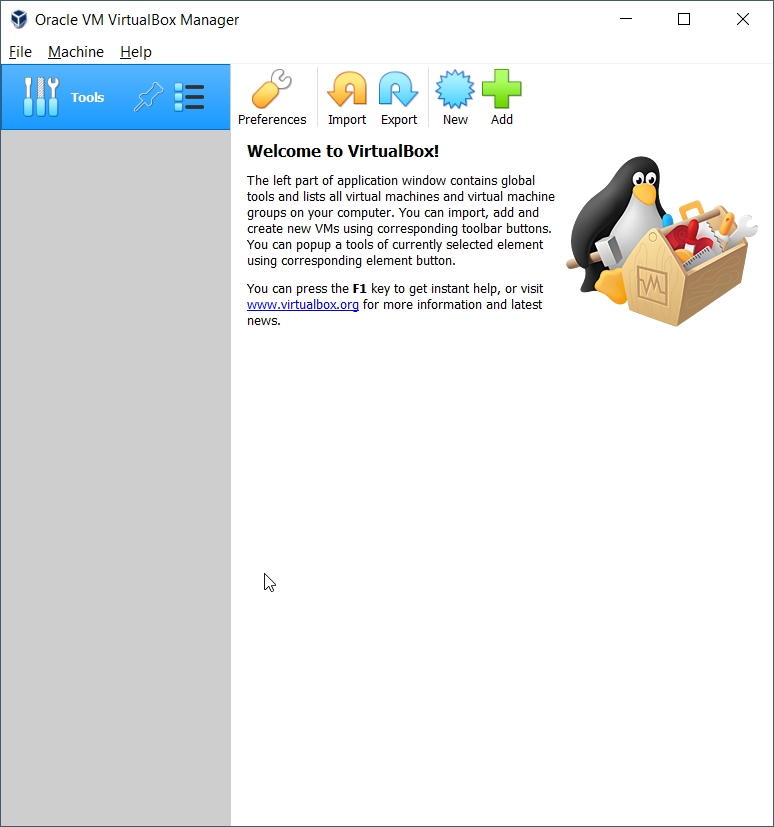 Oracle VM VirtualBox Manager
File Machine Help
Tools
Preferences Import Export New Add
Welcome to VirtualBox!
The left part of application window contains global
tools and lists all virtual machines and virtual machine
groups on your computer. You can import, add and
create new VMs using corresponding toolbar buttons.
You can popup a tools of currently selected element
using corresponding element button.
You can press the F1 key to get instant help, or visit
www.virtualbox.org for more information and latest
news.